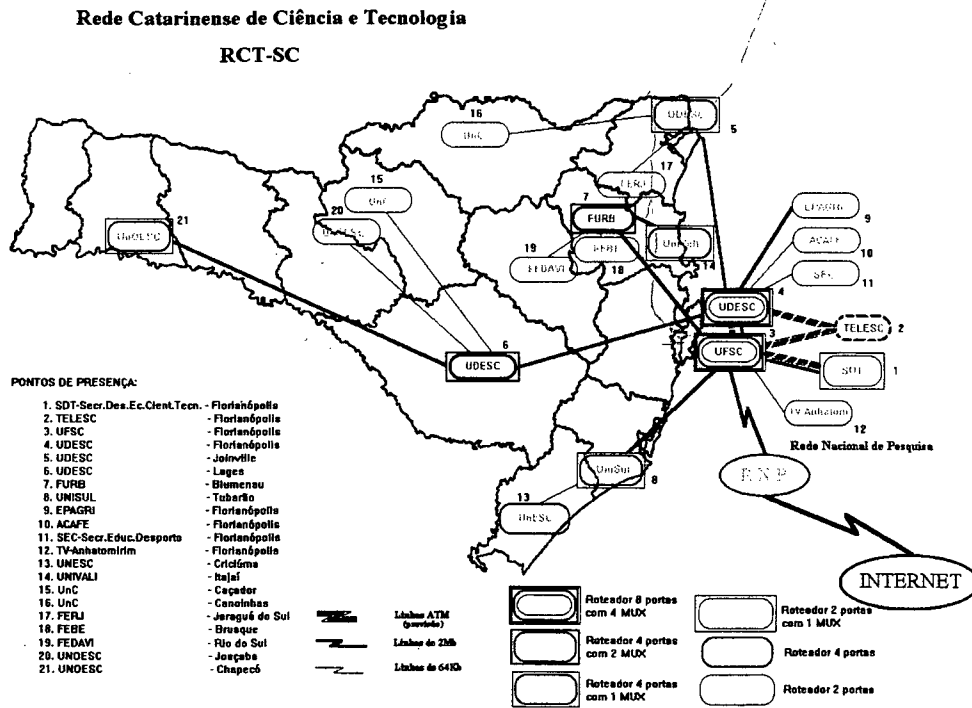 Rede Catarinense de Ciência e Tecnologia
RCT-SC
16
UnC
UDESC
5
17
FERJ
15
UnC
7
FURB
20
21
UnOESC
19
FEDAVI
FEBE
18
14
EPAGRI
9
ACAFE
10
SEC
11
UDESC
4
TELESC
2
3
UFSC
SDT
1
6
UDESC
TV Anhatom
12
Rede Nacional de Pesquisa
R N P
INTERNET
UniSul
8
13
UnESC
PONTOS DE PRESENÇA:
1. SDT-Secr.Des.Ec.Cient.Tecn. - Florianópolis
2. TELESC - Florianópolis
3. UFSC - Florianópolis
4. UDESC - Florianópolis
5. UDESC - Joinville
6. UDESC - Lages
7. FURB - Blumenau
8. UNISUL - Tubarão
9. EPAGRI - Florianópolis
10. ACAFE - Florianópolis
11. SEC-Secr.Educ.Desporto - Florianópolis
12. TV-Anhatomirim - Florianópolis
13. UNESC - Criciúma
14. UNIVALI - Itajaí
15. UnC - Caçador
16. UnC - Canoinhas
17. FERJ - Jaraguá do Sul
18. FEBE - Brusque
19. FEDAVI - Rio do Sul
20. UNOESC - Joaçaba
21. UNOESC - Chapecó
Linhas ATM
(previsão)
Linhas de 2Mb
Linhas de 64Kb
Roteador 8 portas
com 4 MUX
Roteador 4 portas
com 2 MUX
Roteador 4 portas
com 1 MUX
Roteador 2 portas
com 1 MUX
Roteador 4 portas
Roteador 2 portas